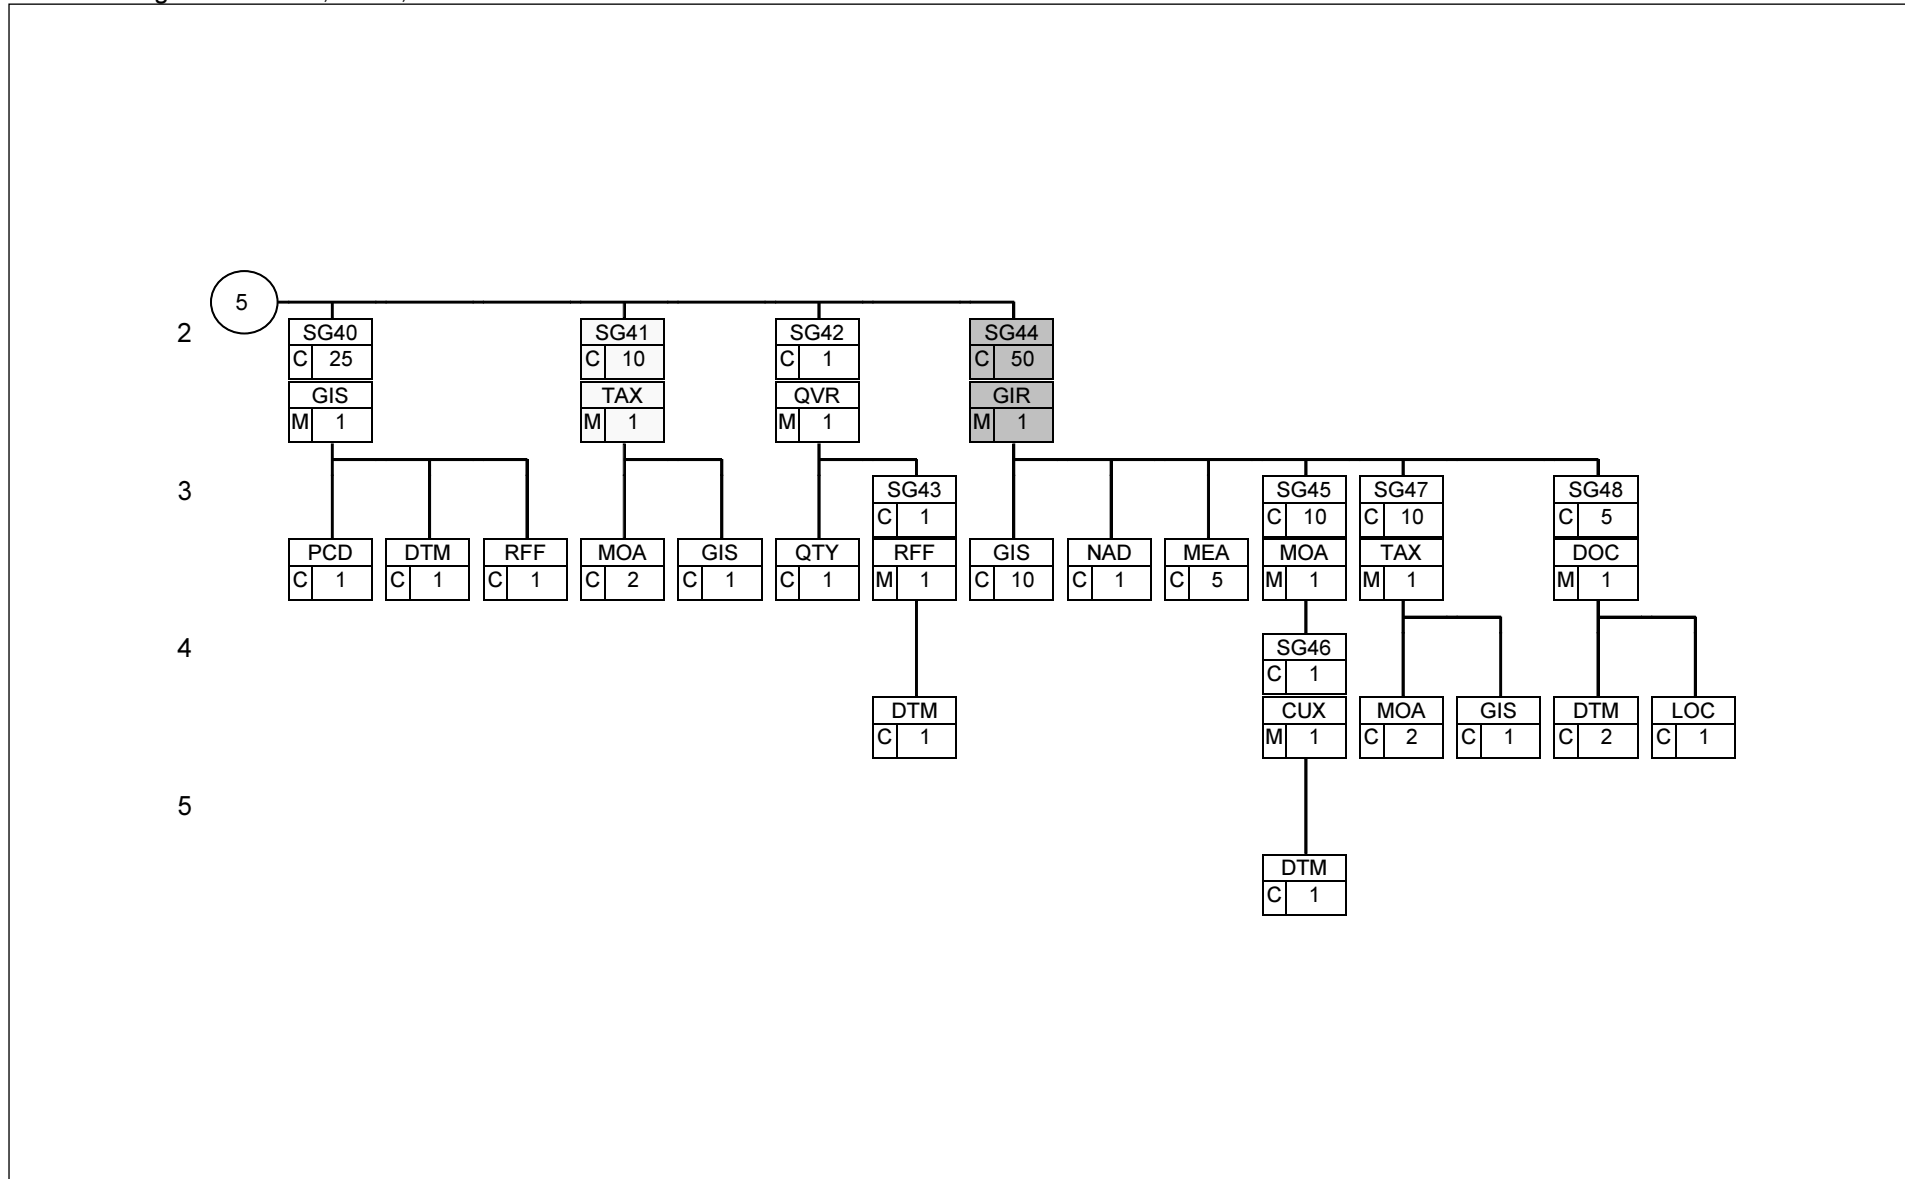 5
2
SG40 SG41 SG42 SG44
C 25 C 10 C 1 C 50
GIS TAX QVR GIR
M 1 M 1 M 1 M 1
3
SG43 SG45 SG47 SG48
C 1 C 10 C 10 C 5
PCD DTM RFF MOA GIS QTY RFF GIS NAD MEA MOA TAX DOC
C 1 C 1 C 1 C 2 C 1 C 1 M 1 C 10 C 1 C 5 M 1 M 1 M 1
4
SG46
C 1
DTM CUX MOA GIS DTM LOC
C 1 M 1 C 2 C 1 C 2 C 1
5
DTM
C 1